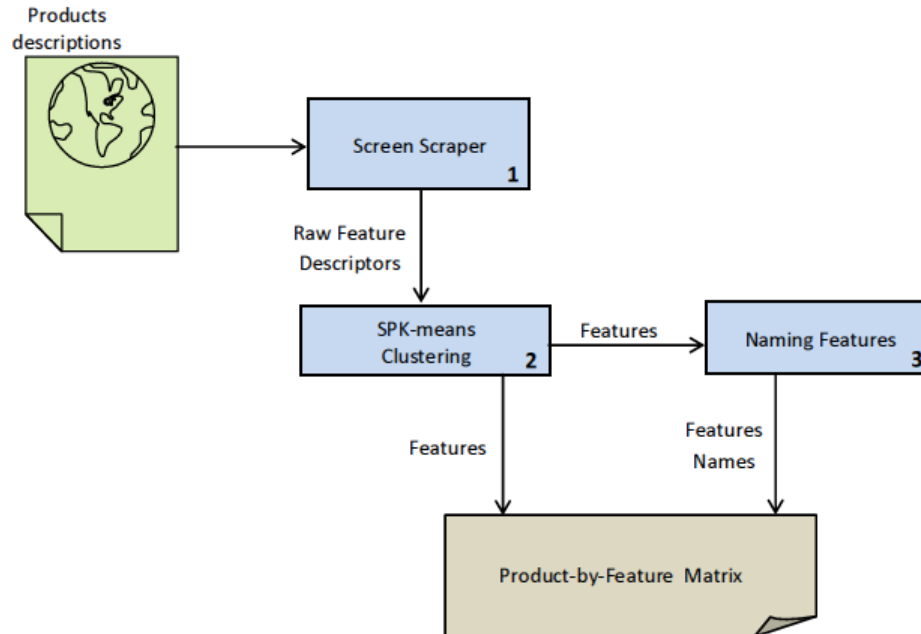 Products
descriptions
Screen Scraper
1
Raw Feature
Descriptors
SPK-means
Clustering
2
Features
Naming Features
3
Features
Features
Names
Product-by-Feature Matrix